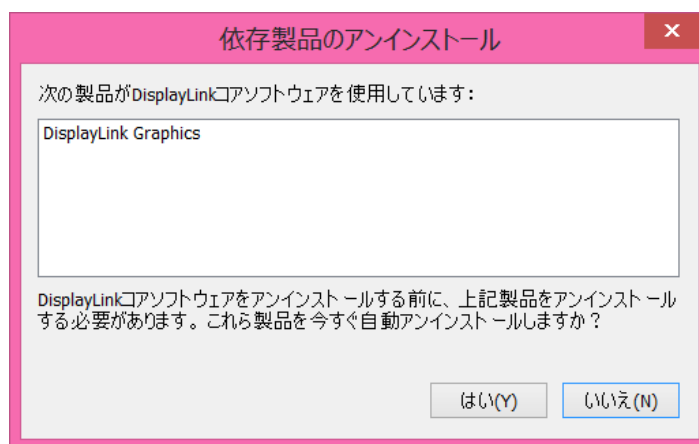 依存製品のアンインストール
次の製品がDisplayLinkコアソフトウェアを使用しています:
DisplayLink Graphics
DisplayLinkコアソフトウェアをアンインストールする前に、上記製品をアンインストール
する必要があります。これら製品を今すぐ自動アンインストールしますか?
はい(Y)
いいえ(N)